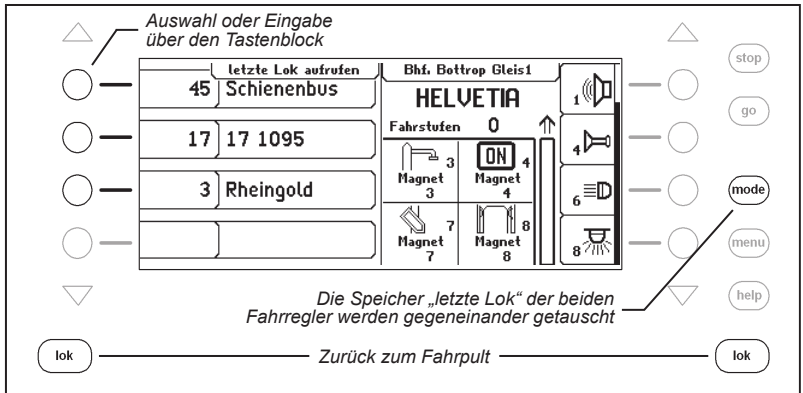 Auswahl oder Eingabe
über den Tastenblock
stop
go
mode
menu
help
letzte Lok aufrufen
45 Schienenbus
17 17 1095
3 Rheingold
Bhf. Bottrop Gleis1
HELVETIA
Fahrstufen 0
3
Magnet
3
ON 4
Magnet
4
7
Magnet
7
8
Magnet
8
1
4
6
8
Die Speicher „letzte Lok“ der beiden
Fahrregler werden gegeneinander getauscht
lok Zurück zum Fahrpult lok